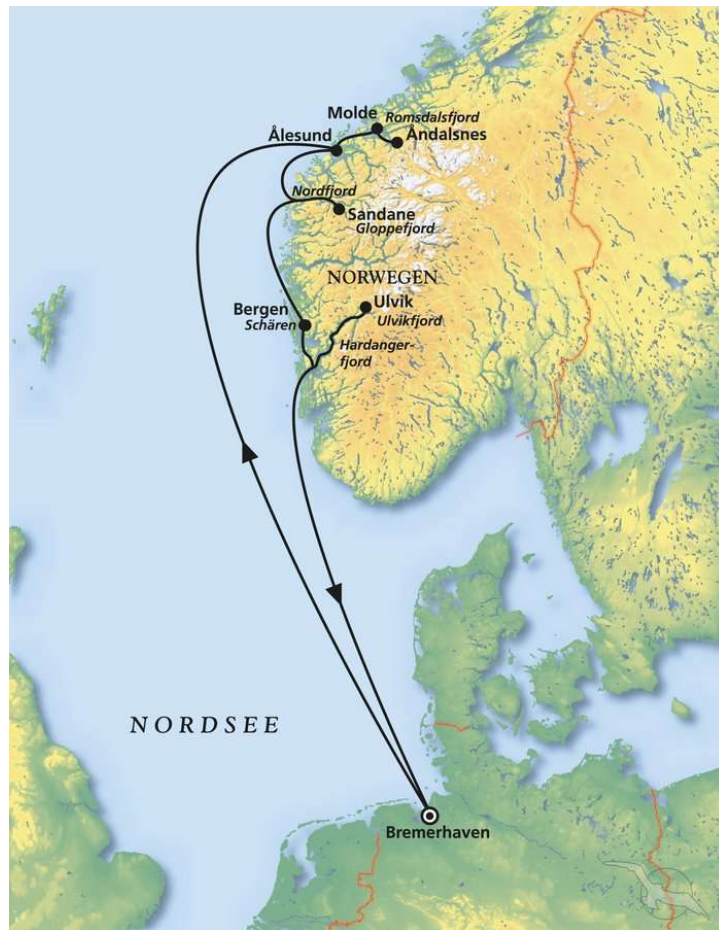 Molde
Romsdalsfjord
Ålesund
Åndalsnes
Nordfjord
Sandane
Gloppefjord
NORWEGEN
Bergen
Schären
Ulvik
Ulvikfjord
Hardanger-
fjord
NORDSEE
Bremerhaven